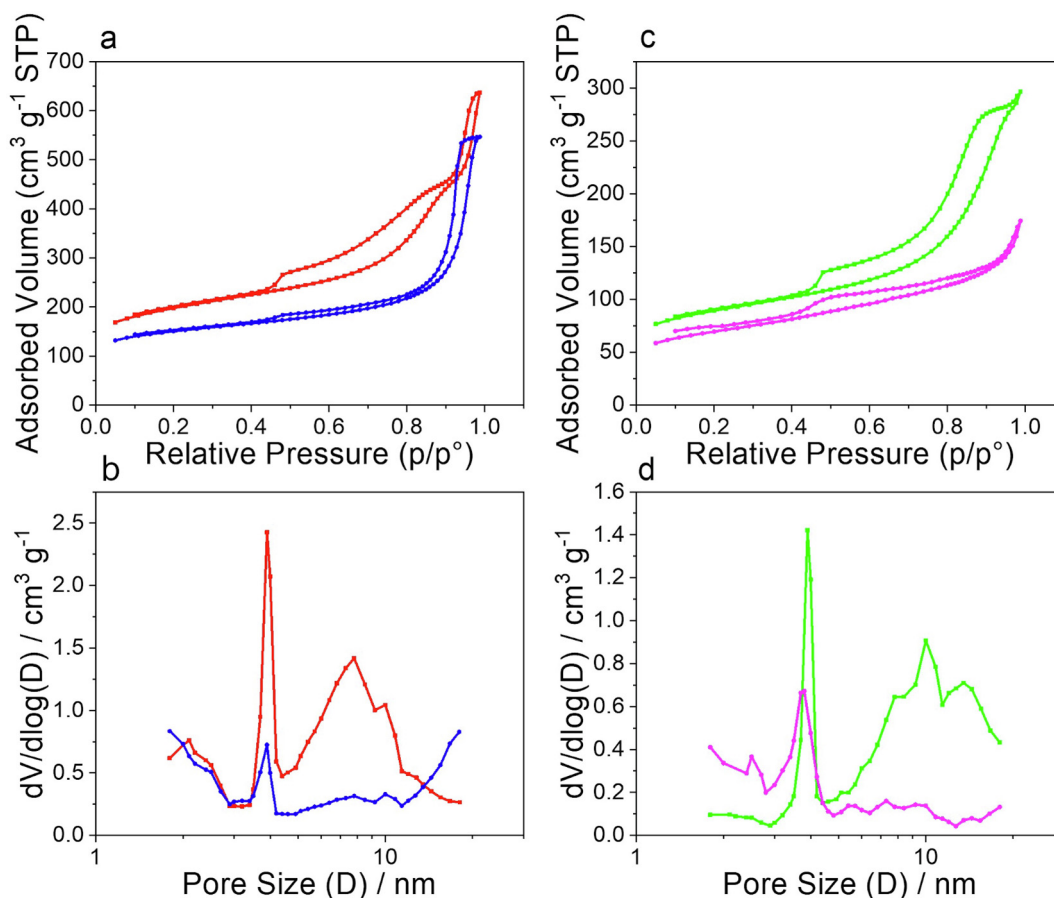 a
Adsorbed Volume (cm³ g⁻¹ STP)
700
600
500
400
300
200
100
0
0.0 0.2 0.4 0.6 0.8 1.0
Relative Pressure (p/p°)
c
Adsorbed Volume (cm³ g⁻¹ STP)
300
250
200
150
100
50
0
0.0 0.2 0.4 0.6 0.8 1.0
Relative Pressure (p/p°)
b
dV/dlog(D) / cm³ g⁻¹
2.5
2.0
1.5
1.0
0.5
0.0
1 10
Pore Size (D) / nm
d
dV/dlog(D) / cm³ g⁻¹
1.6
1.4
1.2
1.0
0.8
0.6
0.4
0.2
0.0
1 10
Pore Size (D) / nm